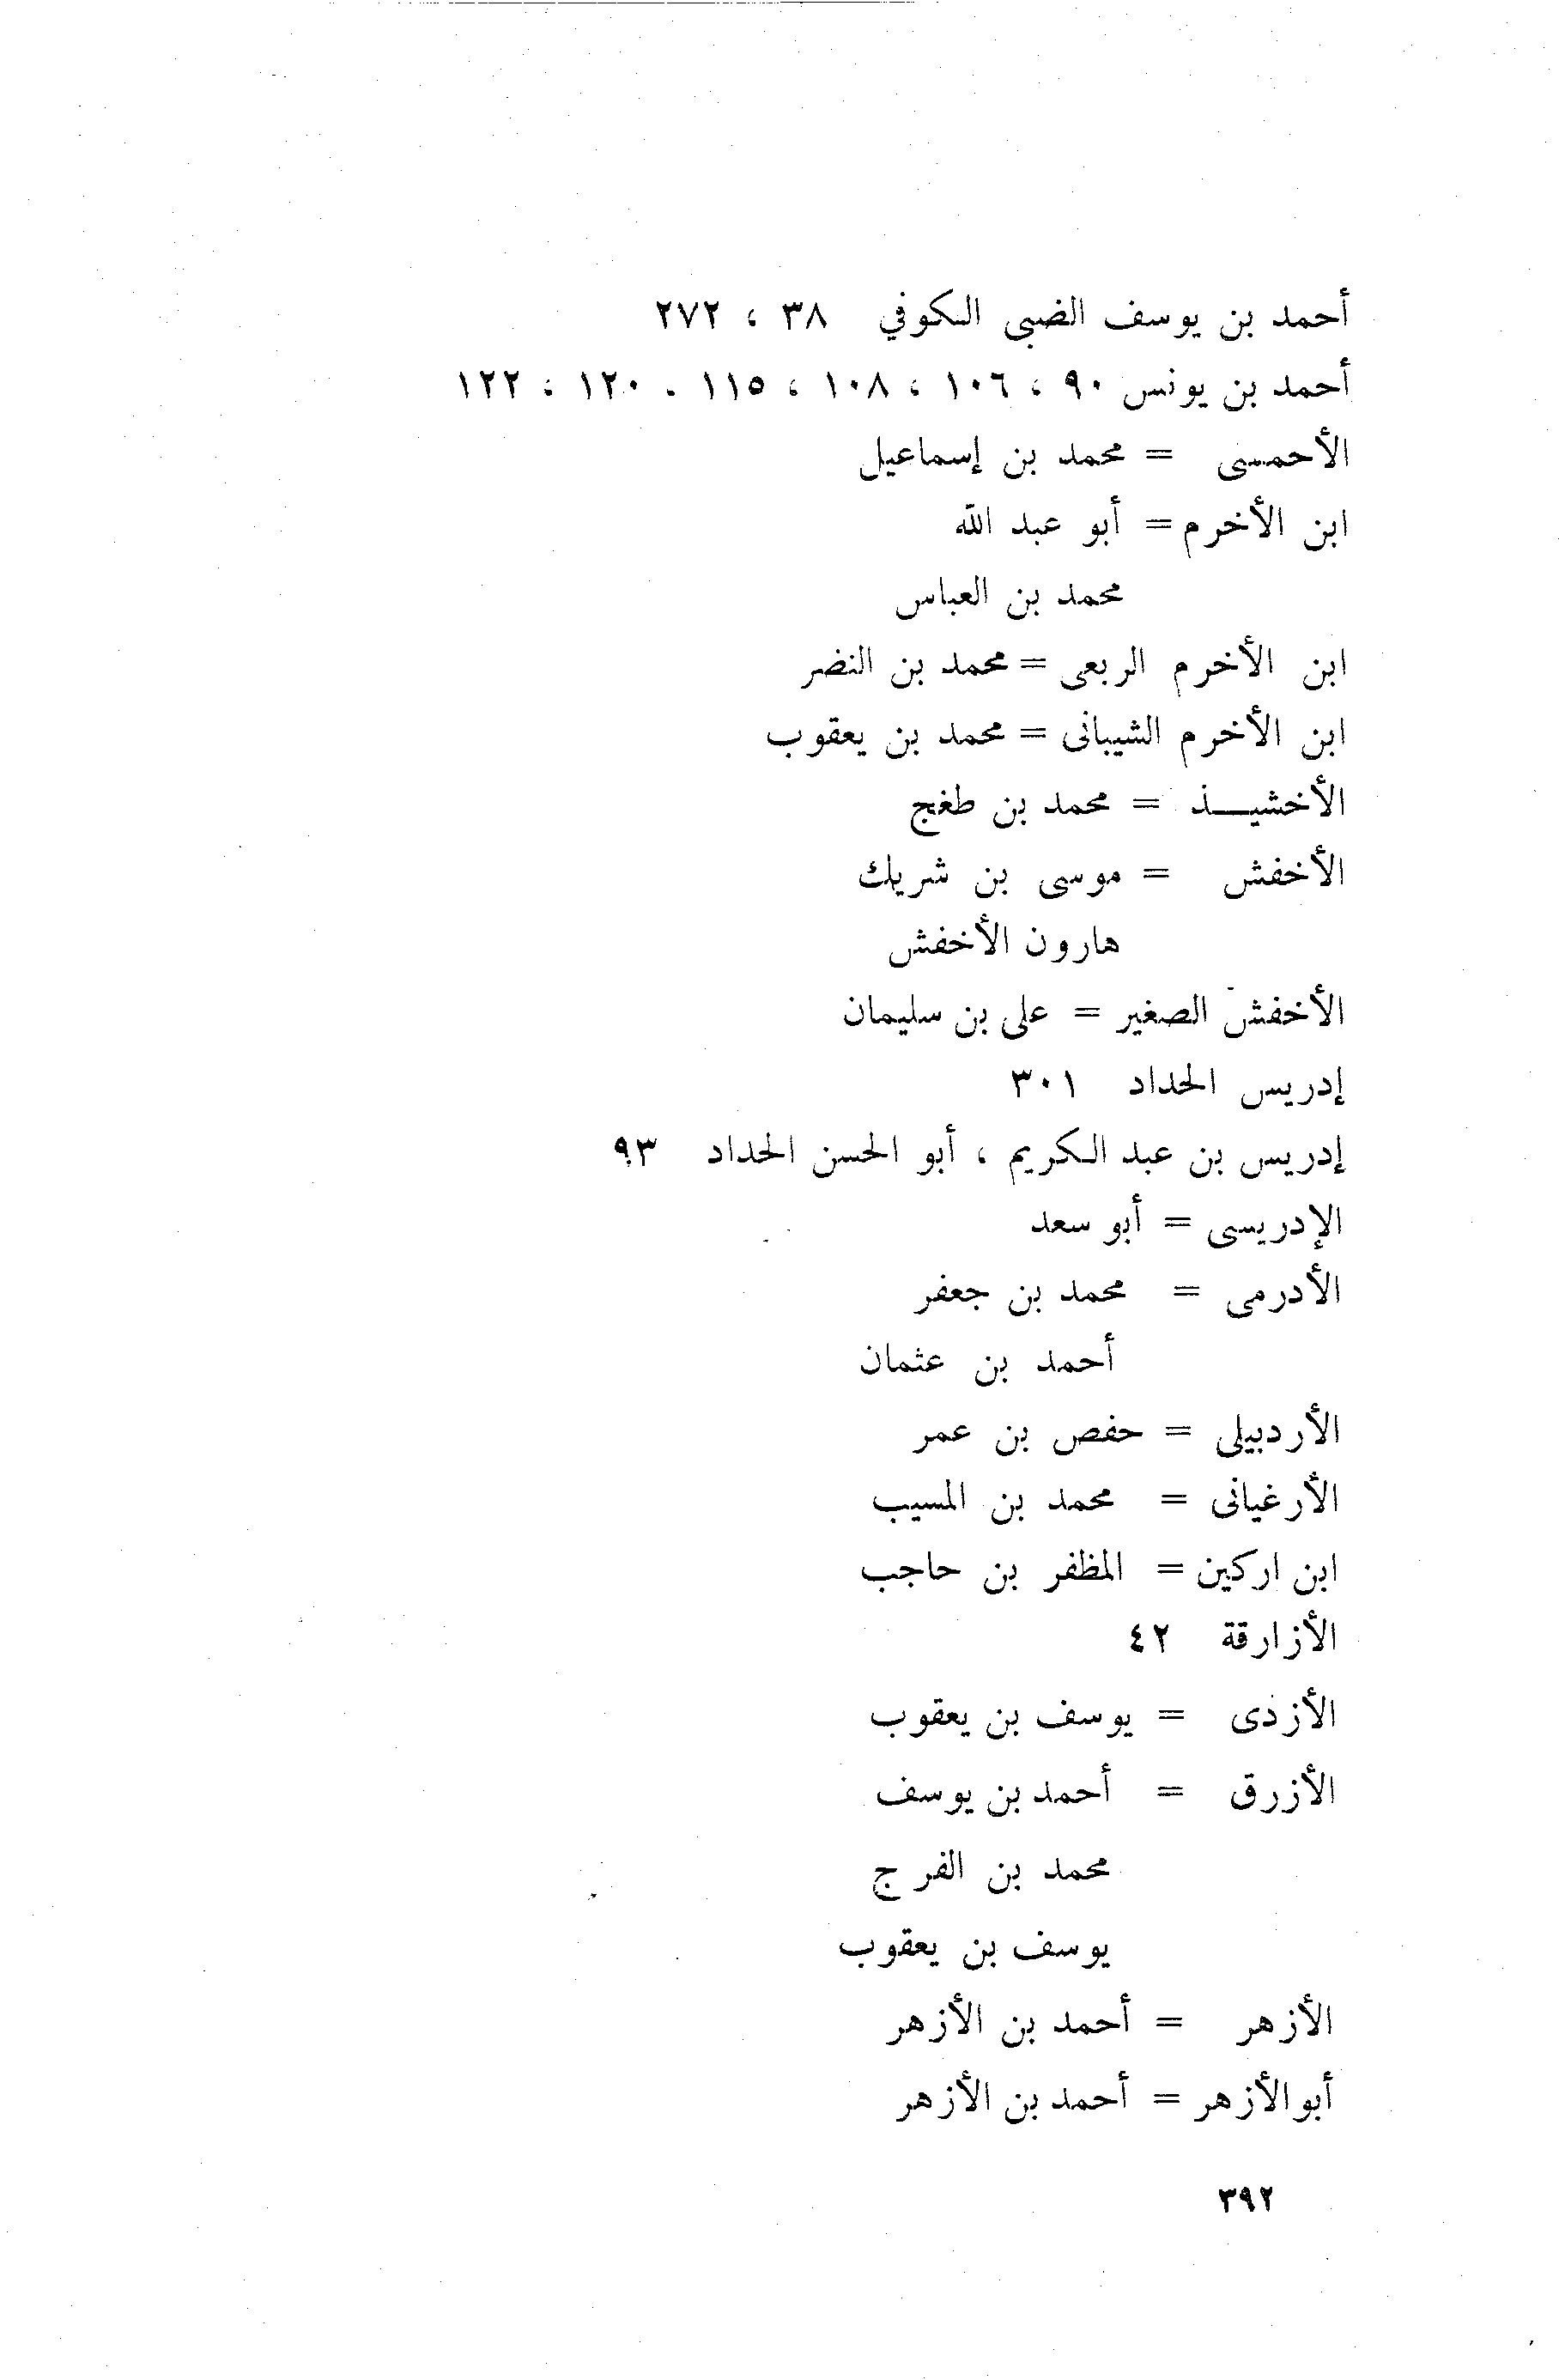 أحمد بن يوسف الضبى الكوفي ٣٨ ، ٢٧٢
أحمد بن يونس ٩٠ ، ١٠٦ ، ١٠٨ ، ١١٥ . ١٢٠ ، ١٢٢
الأحمسى = محمد بن إسماعيل
ابن الأخرم = أبو عبد الله
محمد بن العباس
ابن الأخرم الربعى = محمد بن النضر
ابن الأخرم الشيبانى = محمد بن يعقوب
الأخشيـــذ = محمد بن طغج
الأخفش = موسى بن شريك
هارون الأخفش
الأخفش الصغير = على بن سليمان
إدريس الحداد ٣٠١
إدريس بن عبد الكريم ، أبو الحسن الحداد ٩٣
الإدريسى = أبو سعد
الأدرمى = محمد بن جعفر
أحمد بن عثمان
الأردبيلى = حفص بن عمر
الأرغيانى = محمد بن المسيب
ابن اركين = المظفر بن حاجب
الأزارقة ٤٢
الأزدى = يوسف بن يعقوب
الأزرق = أحمد بن يوسف
محمد بن الفرج
يوسف بن يعقوب
الأزهر = أحمد بن الأزهر
أبو الأزهر = أحمد بن الأزهر
٣٩٢